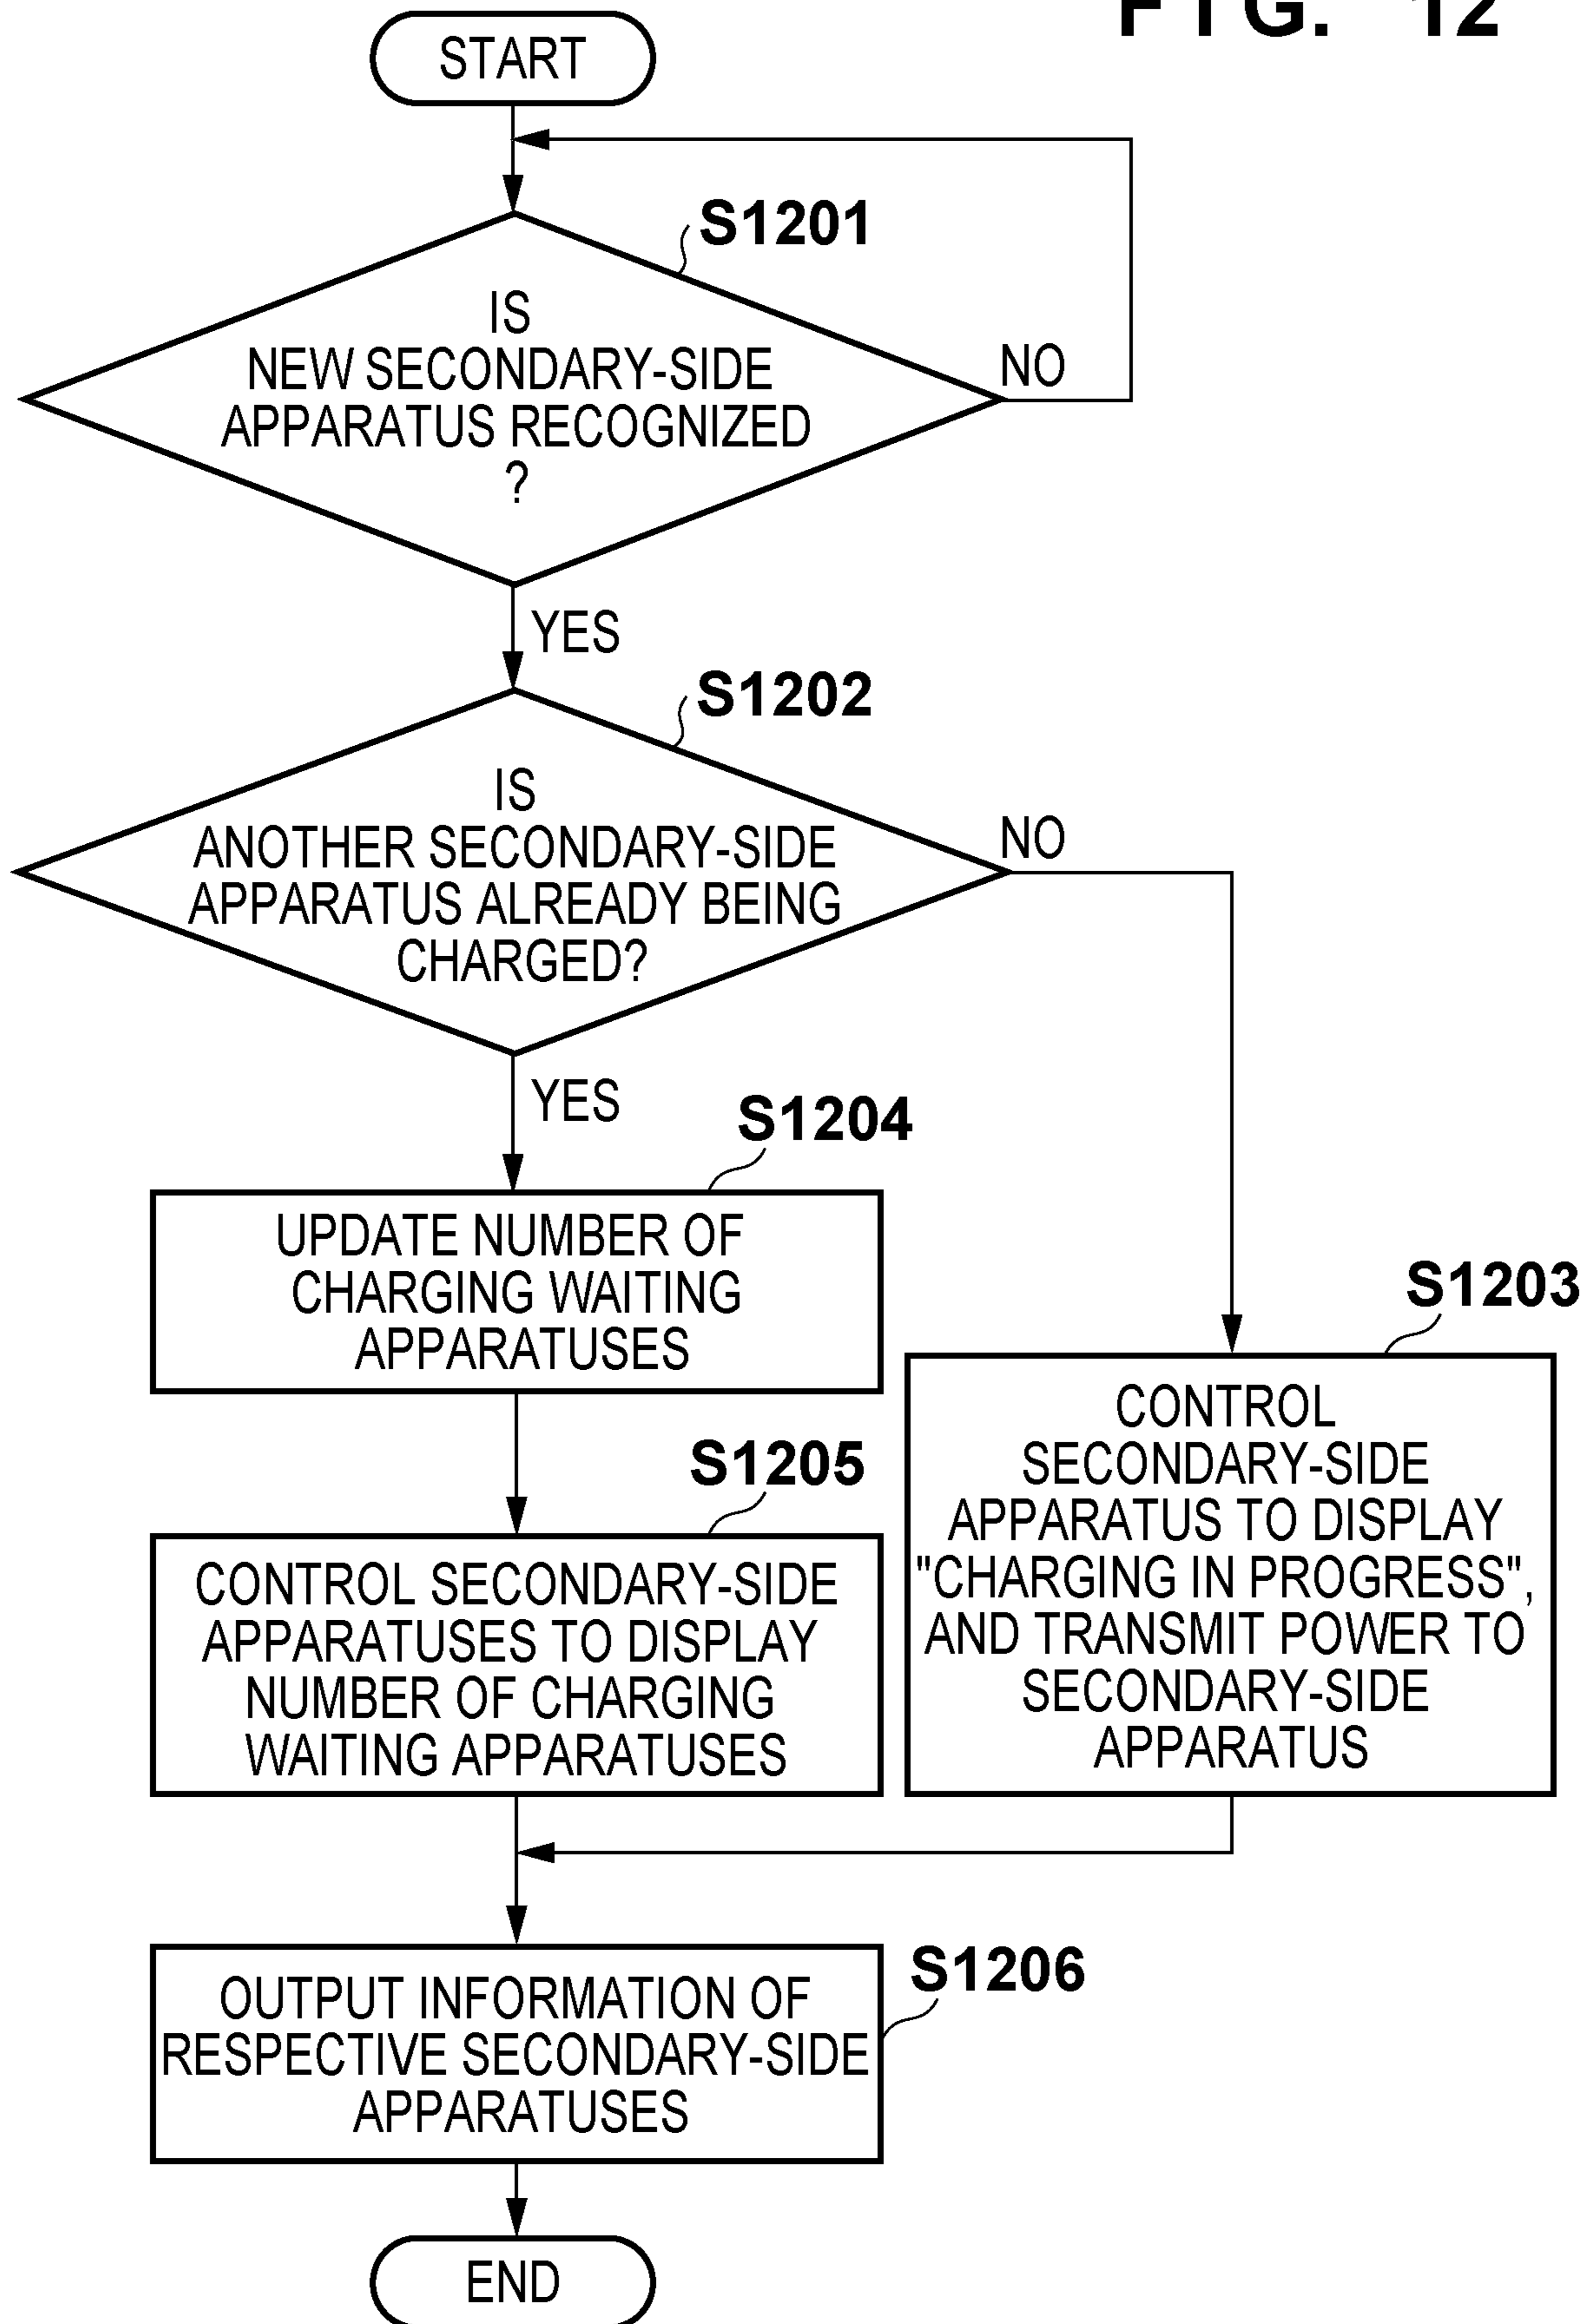 FIG. 12
START
S1201
IS
NEW SECONDARY-SIDE
APPARATUS RECOGNIZED
?
NO
YES
S1202
IS
ANOTHER SECONDARY-SIDE
APPARATUS ALREADY BEING
CHARGED?
NO
YES
S1204
UPDATE NUMBER OF
CHARGING WAITING
APPARATUSES
S1203
CONTROL
SECONDARY-SIDE
APPARATUS TO DISPLAY
"CHARGING IN PROGRESS",
AND TRANSMIT POWER TO
SECONDARY-SIDE
APPARATUS
S1205
CONTROL SECONDARY-SIDE
APPARATUSES TO DISPLAY
NUMBER OF CHARGING
WAITING APPARATUSES
S1206
OUTPUT INFORMATION OF
RESPECTIVE SECONDARY-SIDE
APPARATUSES
END